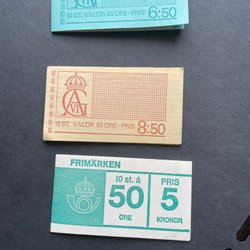 10 ST. VALÖR 65 ÖRE - PRIS
6:50
10 ST. VALÖR 85 ÖRE - PRIS 8:50
FRIMÄRKEN
10 st. á
50
ÖRE
PRIS
5
KRONOR